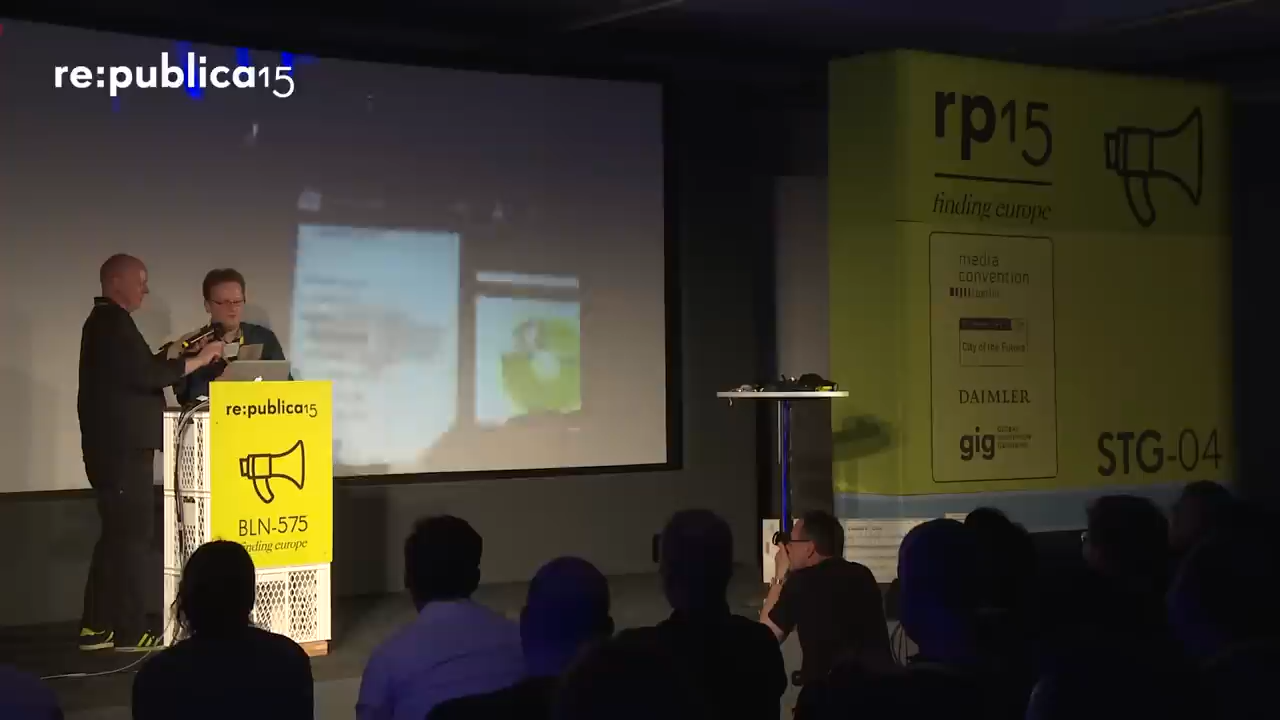 re:publica15
rp15
finding europe
media
convention
City of the Future
DAIMLER
gig
STG-04
re:publica15
BLN-575
finding europe